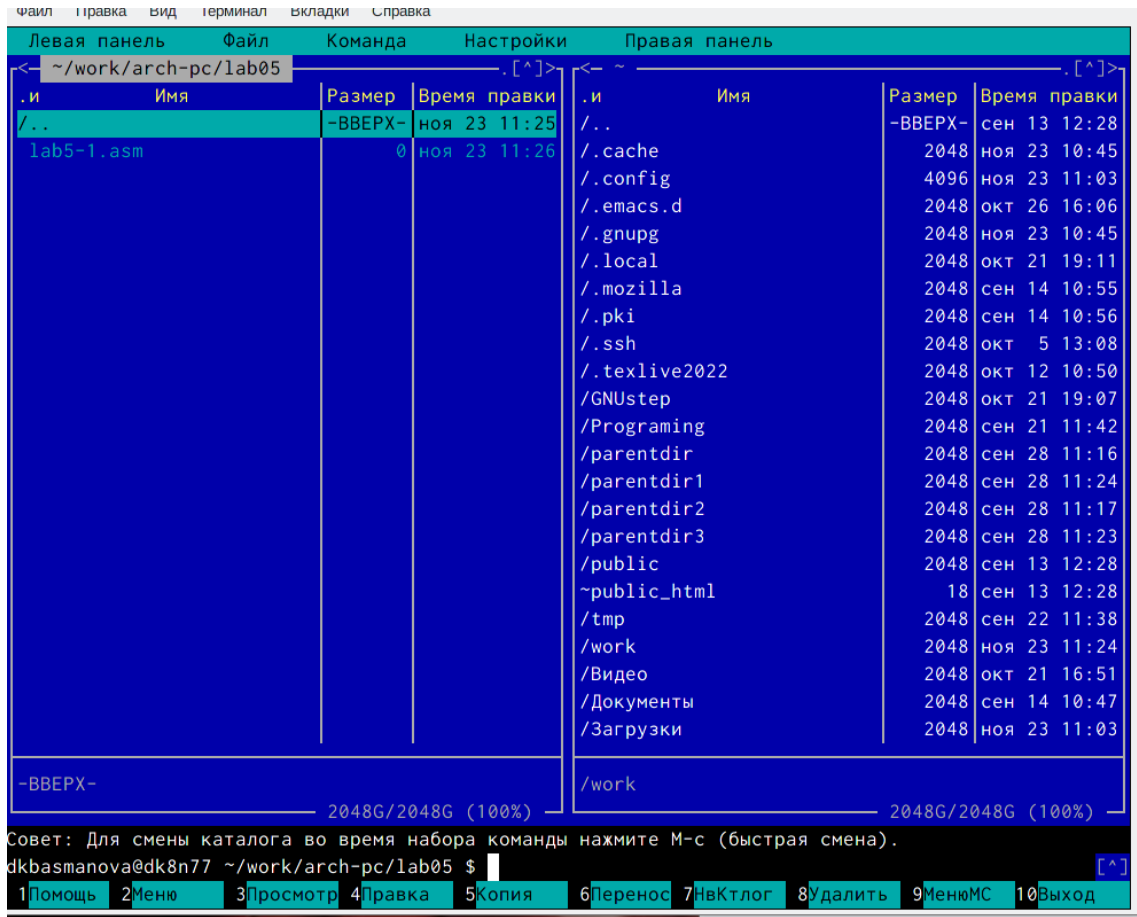 Файл Правка Вид Терминал Вкладки Справка
Левая панель Файл Команда Настройки Правая панель
<─ ~/work/arch-pc/lab05 ─.[^]>
.и Имя Размер Время правки
/.. -ВВЕРХ- ноя 23 11:25
lab5-1.asm 0 ноя 23 11:26
-ВВЕРХ-
2048G/2048G (100%)
<─ ~ ─.[^]>
.и Имя Размер Время правки
/.. -ВВЕРХ- сен 13 12:28
/.cache 2048 ноя 23 10:45
/.config 4096 ноя 23 11:03
/.emacs.d 2048 окт 26 16:06
/.gnupg 2048 ноя 23 10:45
/.local 2048 окт 21 19:11
/.mozilla 2048 сен 14 10:55
/.pki 2048 сен 14 10:56
/.ssh 2048 окт 5 13:08
/.texlive2022 2048 окт 12 10:50
/GNUstep 2048 окт 21 19:07
/Programing 2048 сен 21 11:42
/parentdir 2048 сен 28 11:16
/parentdir1 2048 сен 28 11:24
/parentdir2 2048 сен 28 11:17
/parentdir3 2048 сен 28 11:23
/public 2048 сен 13 12:28
~public_html 18 сен 13 12:28
/tmp 2048 сен 22 11:38
/work 2048 ноя 23 11:24
/Видео 2048 окт 21 16:51
/Документы 2048 сен 14 10:47
/Загрузки 2048 ноя 23 11:03
/work
2048G/2048G (100%)
Совет: Для смены каталога во время набора команды нажмите M-c (быстрая смена).
dkbasmanova@dk8n77 ~/work/arch-pc/lab05 $ [^]
1Помощь 2Меню 3Просмотр 4Правка 5Копия 6Перенос 7НвКтлог 8Удалить 9МенюMC 10Выход